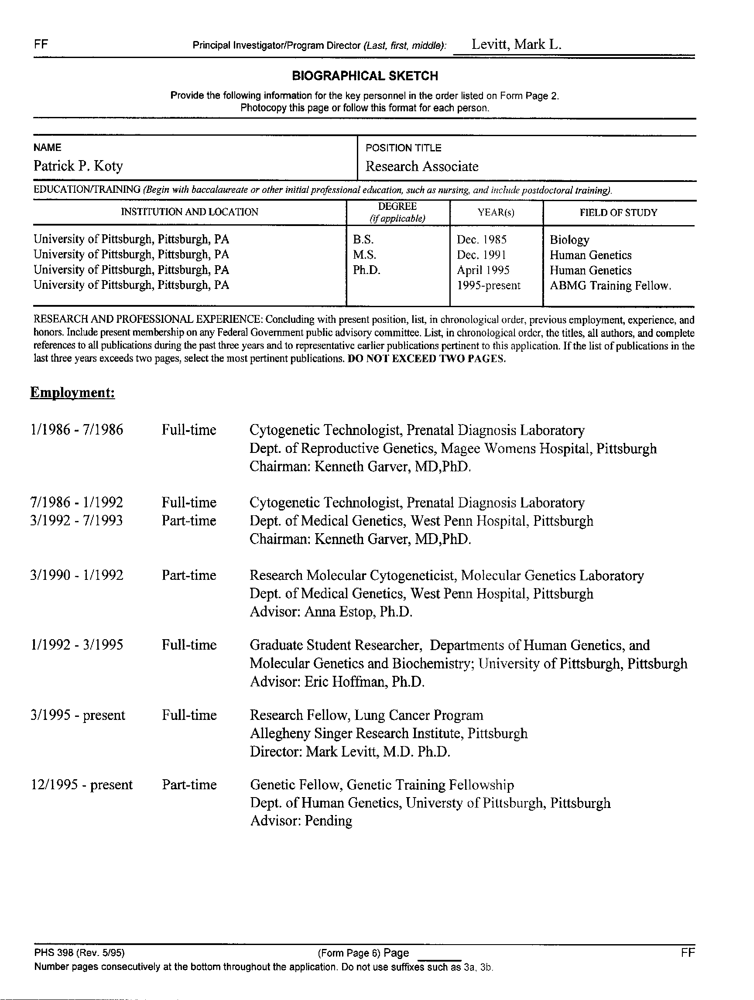 FF Principal Investigator/Program Director (Last, first, middle): Levitt, Mark L.
BIOGRAPHICAL SKETCH
Provide the following information for the key personnel in the order listed on Form Page 2.
Photocopy this page or follow this format for each person.
NAME POSITION TITLE
Patrick P. Koty Research Associate
EDUCATION/TRAINING (Begin with baccalaureate or other initial professional education, such as nursing, and include postdoctoral training).
INSTITUTION AND LOCATION DEGREE (if applicable) YEAR(s) FIELD OF STUDY
University of Pittsburgh, Pittsburgh, PA B.S. Dec. 1985 Biology
University of Pittsburgh, Pittsburgh, PA M.S. Dec. 1991 Human Genetics
University of Pittsburgh, Pittsburgh, PA Ph.D. April 1995 Human Genetics
University of Pittsburgh, Pittsburgh, PA 1995-present ABMG Training Fellow.
RESEARCH AND PROFESSIONAL EXPERIENCE: Concluding with present position, list, in chronological order, previous employment, experience, and
honors. Include present membership on any Federal Government public advisory committee. List, in chronological order, the titles, all authors, and complete
references to all publications during the past three years and to representative earlier publications pertinent to this application. If the list of publications in the
last three years exceeds two pages, select the most pertinent publications. DO NOT EXCEED TWO PAGES.
Employment:
1/1986 - 7/1986 Full-time Cytogenetic Technologist, Prenatal Diagnosis Laboratory
Dept. of Reproductive Genetics, Magee Womens Hospital, Pittsburgh
Chairman: Kenneth Garver, MD,PhD.
7/1986 - 1/1992 Full-time Cytogenetic Technologist, Prenatal Diagnosis Laboratory
3/1992 - 7/1993 Part-time Dept. of Medical Genetics, West Penn Hospital, Pittsburgh
Chairman: Kenneth Garver, MD,PhD.
3/1990 - 1/1992 Part-time Research Molecular Cytogeneticist, Molecular Genetics Laboratory
Dept. of Medical Genetics, West Penn Hospital, Pittsburgh
Advisor: Anna Estop, Ph.D.
1/1992 - 3/1995 Full-time Graduate Student Researcher, Departments of Human Genetics, and
Molecular Genetics and Biochemistry; University of Pittsburgh, Pittsburgh
Advisor: Eric Hoffman, Ph.D.
3/1995 - present Full-time Research Fellow, Lung Cancer Program
Allegheny Singer Research Institute, Pittsburgh
Director: Mark Levitt, M.D. Ph.D.
12/1995 - present Part-time Genetic Fellow, Genetic Training Fellowship
Dept. of Human Genetics, Universty of Pittsburgh, Pittsburgh
Advisor: Pending
PHS 398 (Rev. 5/95) (Form Page 6) Page FF
Number pages consecutively at the bottom throughout the application. Do not use suffixes such as 3a, 3b.